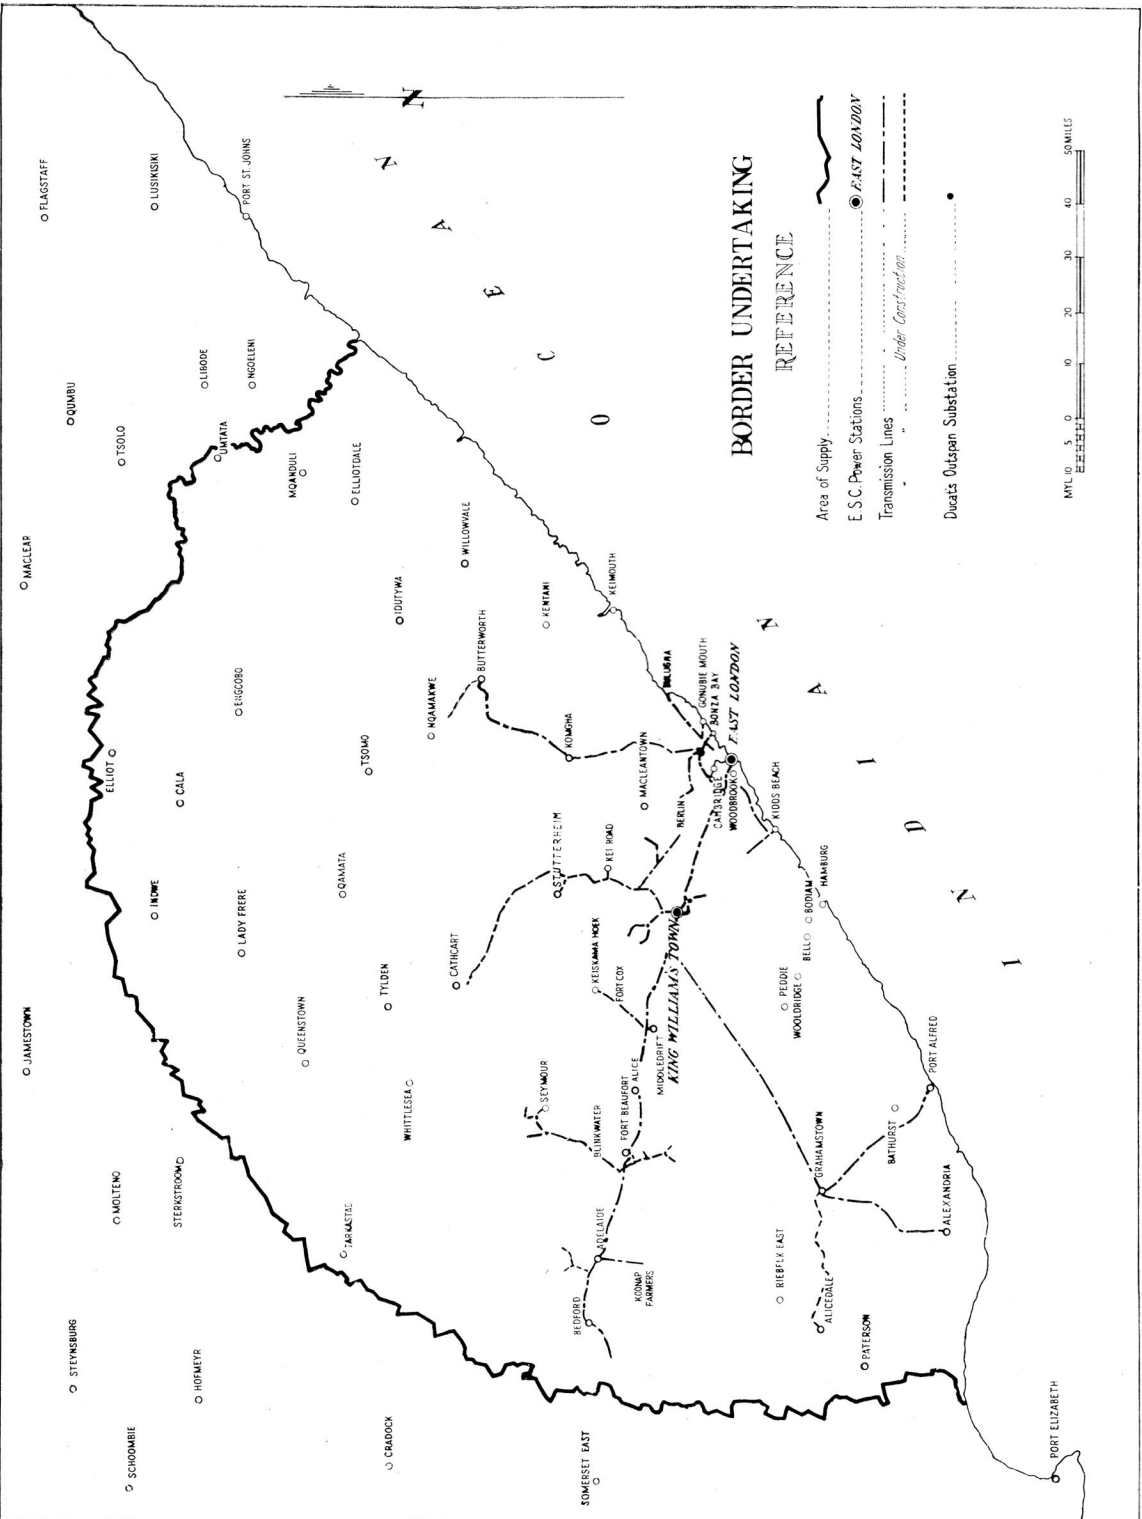 BORDER UNDERTAKING
REFERENCE
Area of Supply
E.S.C. Power Stations EAST LONDON
Transmission Lines
" " Under Construction
Ducat's Outspan Substation
MYL 10 5 0 10 20 30 40 50 MILES
N
INDIAN
OCEAN
SCHOOMBIE
STEYNSBURG
HOFMEYR
CRADOCK
SOMERSET EAST
PORT ELIZABETH
MOLTENO
STERKSTROOM
TARKASTAD
JAMESTOWN
INDWE
LADY FRERE
QUEENSTOWN
WHITTLESEA
TYLDEN
QAMATA
CATHCART
ELLIOT
CALA
ENGCOBO
TSOMO
NQAMAKWE
MACLEAR
QUMBU
TSOLO
UMTATA
LIBODE
NGQELENI
MQANDULI
ELLIOTDALE
FLAGSTAFF
LUSIKISIKI
PORT ST. JOHNS
WILLOWVALE
IDUTYWA
KENTANI
BUTTERWORTH
KEIMOUTH
KOMGHA
MACLEANTOWN
BULUGHA
GONUBIE MOUTH
BONZA BAY
EAST LONDON
CAMBRIDGE
WOODBROOK
BERLIN
KIDDS BEACH
STUTTERHEIM
KEI ROAD
KEISKAMA HOEK
FORT COX
KING WILLIAM'S TOWN
MIDDLEDRIFT
ALICE
FORT BEAUFORT
BLINKWATER
SEYMOUR
ADELAIDE
KOONAP
FARMERS
BEDFORD
HAMBURG
BODIAM
BELL
PEDDIE
WOOLDRIDGE
PORT ALFRED
BATHURST
GRAHAMSTOWN
ALEXANDRIA
RIEBEEK EAST
ALICEDALE
PATERSON